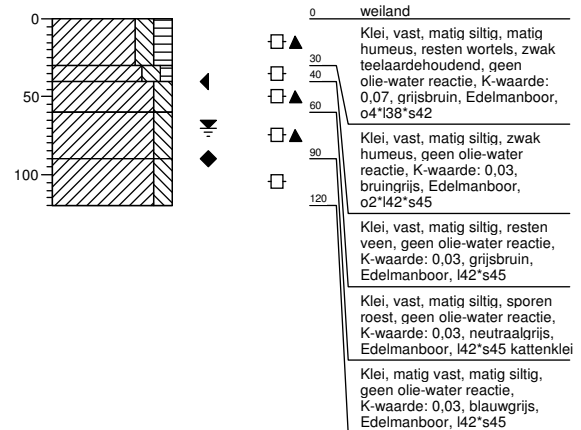 0
50
100
0
30
40
60
90
120
weiland
Klei, vast, matig siltig, matig
humeus, resten wortels, zwak
teelaardehoudend, geen
olie-water reactie, K-waarde:
0,07, grijsbruin, Edelmanboor,
o4*l38*s42
Klei, vast, matig siltig, zwak
humeus, geen olie-water
reactie, K-waarde: 0,03,
bruingrijs, Edelmanboor,
o2*l42*s45
Klei, vast, matig siltig, resten
veen, geen olie-water reactie,
K-waarde: 0,03, grijsbruin,
Edelmanboor, l42*s45
Klei, vast, matig siltig, sporen
roest, geen olie-water reactie,
K-waarde: 0,03, neutraalgrijs,
Edelmanboor, l42*s45 kattenklei
Klei, matig vast, matig siltig,
geen olie-water reactie,
K-waarde: 0,03, blauwgrijs,
Edelmanboor, l42*s45